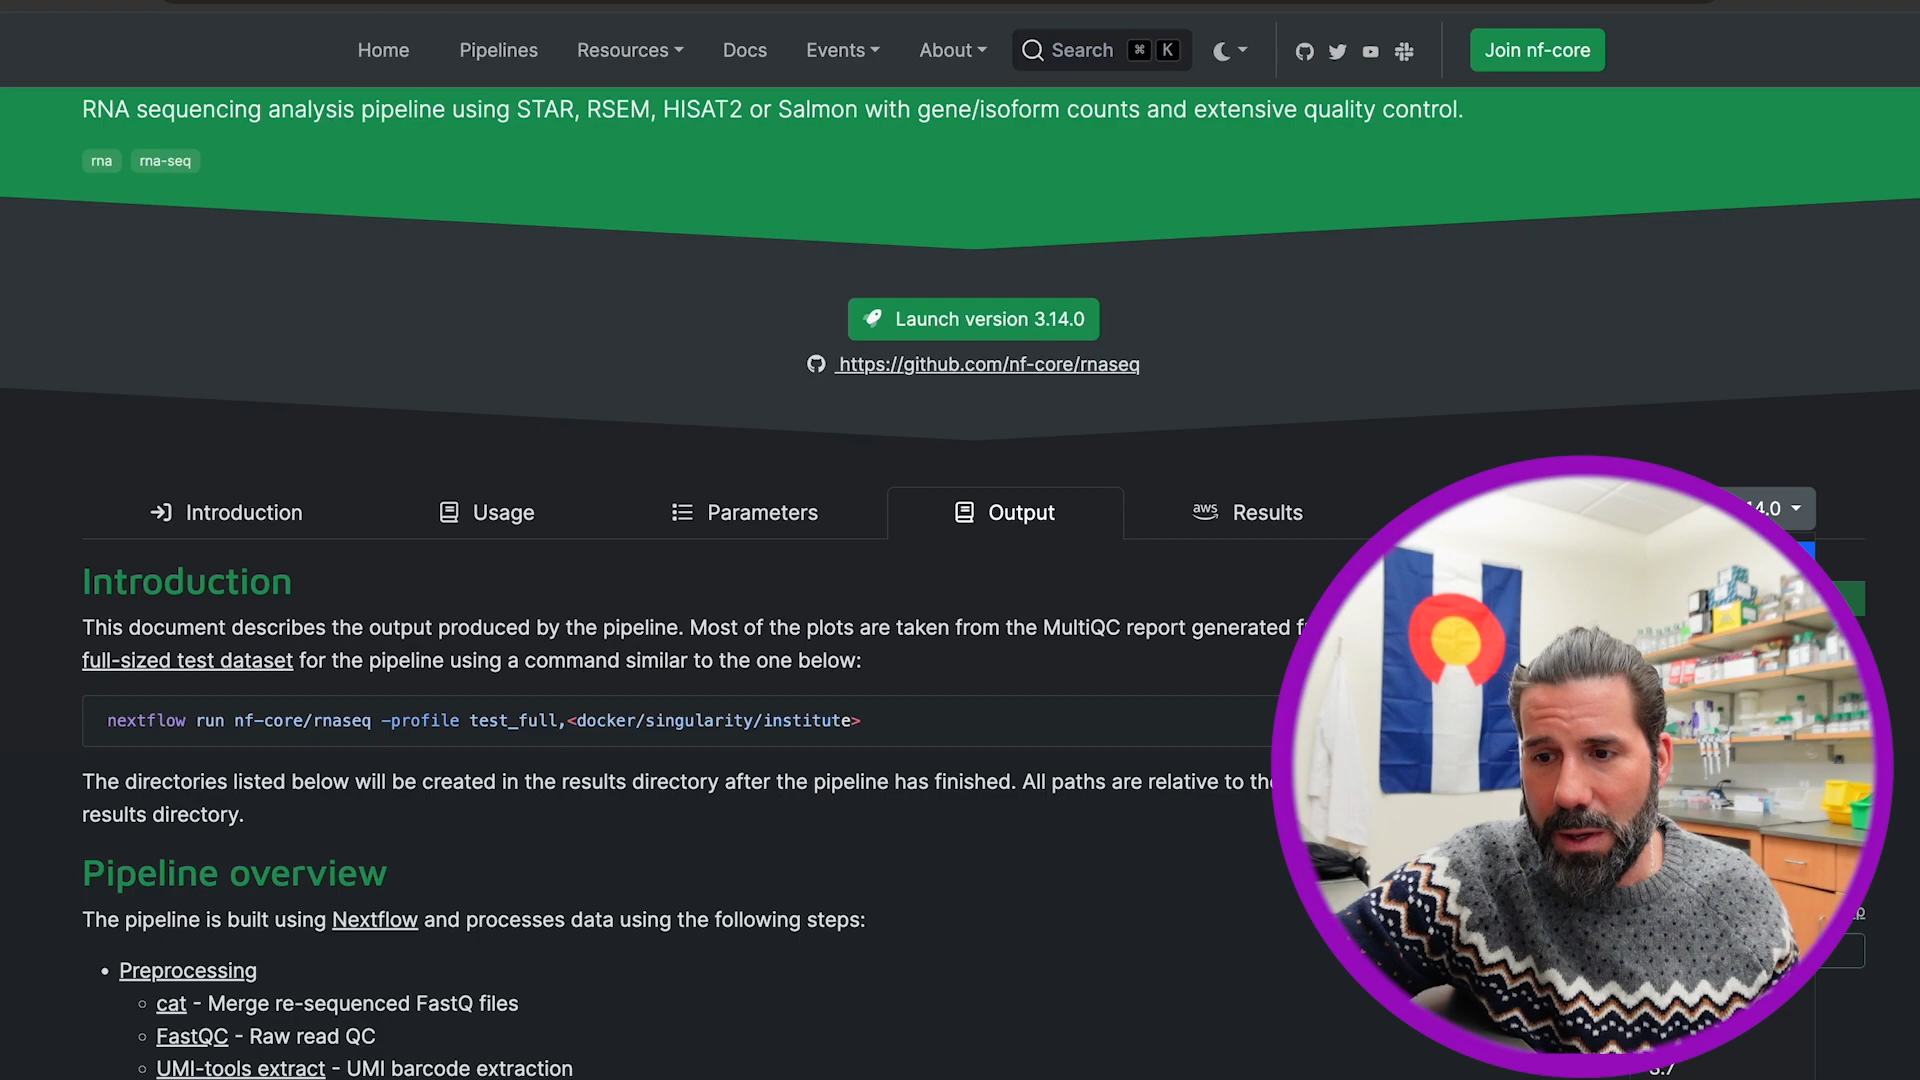 Home Pipelines Resources Docs Events About Search ⌘ K Join nf-core
RNA sequencing analysis pipeline using STAR, RSEM, HISAT2 or Salmon with gene/isoform counts and extensive quality control.
rna rna-seq
Launch version 3.14.0
https://github.com/nf-core/rnaseq
Introduction Usage Parameters aws Output Results
Introduction
This document describes the output produced by the pipeline. Most of the plots are taken from the MultiQC report generated
full-sized test dataset for the pipeline using a command similar to the one below:
nextflow run nf-core/rnaseq -profile test_full,<docker/singularity/institute>
The directories listed below will be created in the results directory after the pipeline has finished. All paths are relative to the
results directory.
Pipeline overview
The pipeline is built using Nextflow and processes data using the following steps:
• Preprocessing
○ cat - Merge re-sequenced FastQ files
○ FastQC - Raw read QC
○ UMI-tools extract - UMI barcode extraction